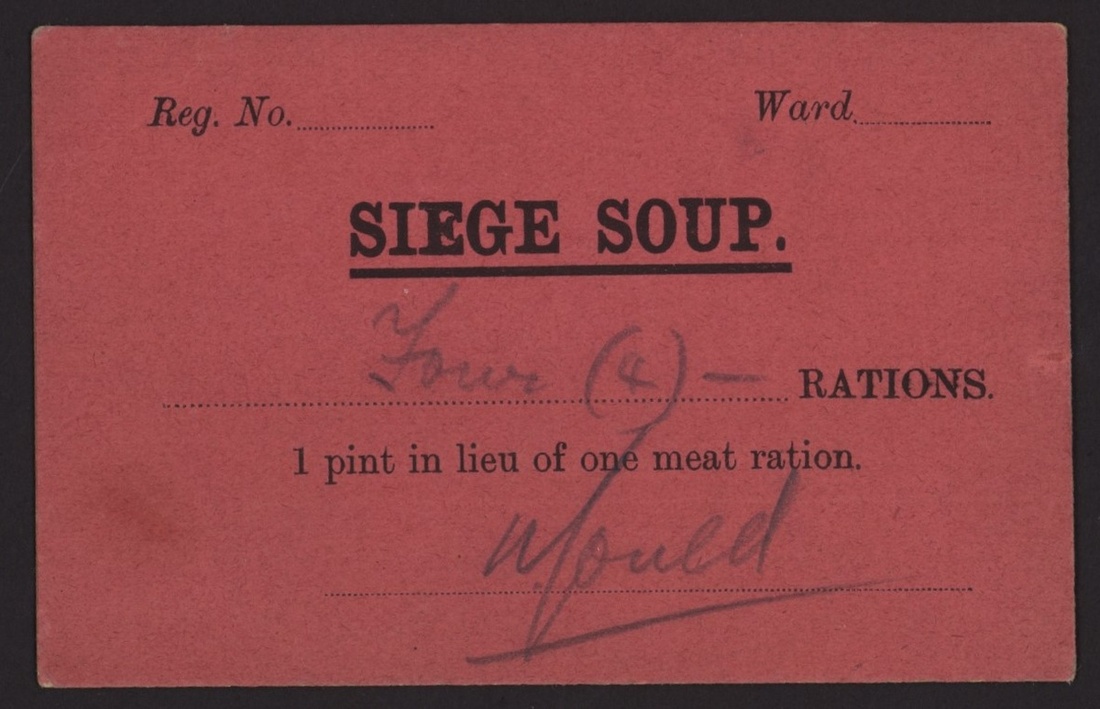 Reg. No. Ward
SIEGE SOUP.
Four (4) — RATIONS.
1 pint in lieu of one meat ration.